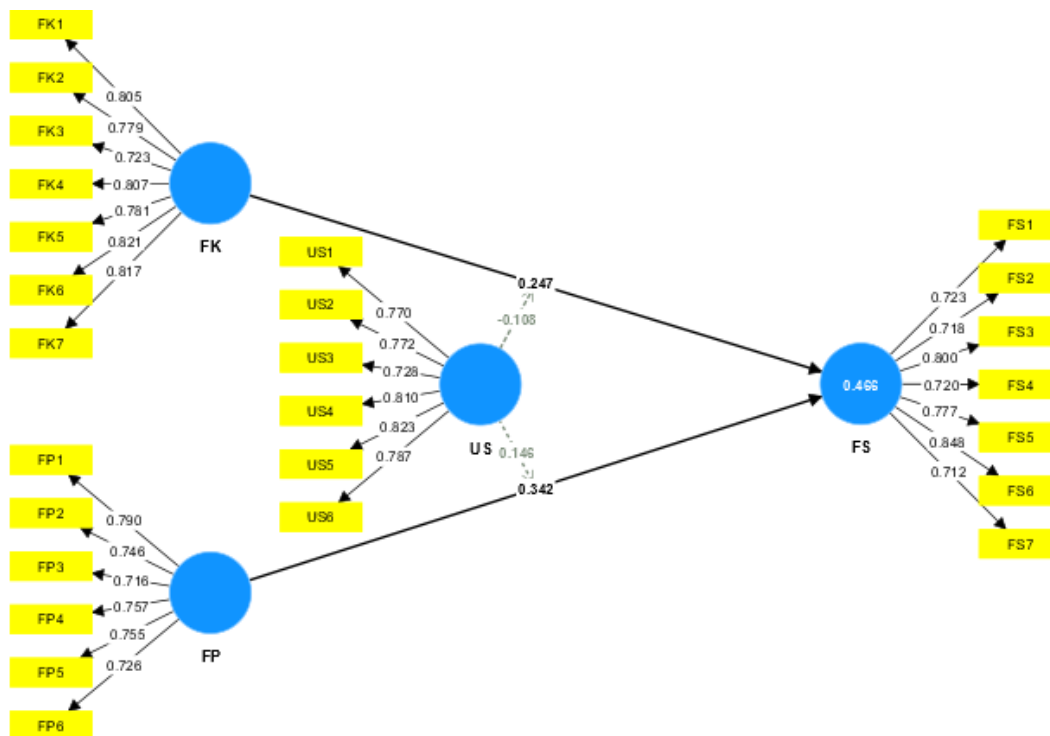 FK1
FK2
FK3
FK4
FK5
FK6
FK7
0.805
0.779
0.723
0.807
0.781
0.821
0.817
FK
US1
US2
US3
US4
US5
US6
0.770
0.772
0.728
0.810
0.823
0.787
US
0.247
-0.108
0.146
0.342
FP1
FP2
FP3
FP4
FP5
FP6
0.790
0.746
0.716
0.757
0.755
0.726
FP
0.466
FS
0.723
0.718
0.800
0.720
0.777
0.848
0.712
FS1
FS2
FS3
FS4
FS5
FS6
FS7